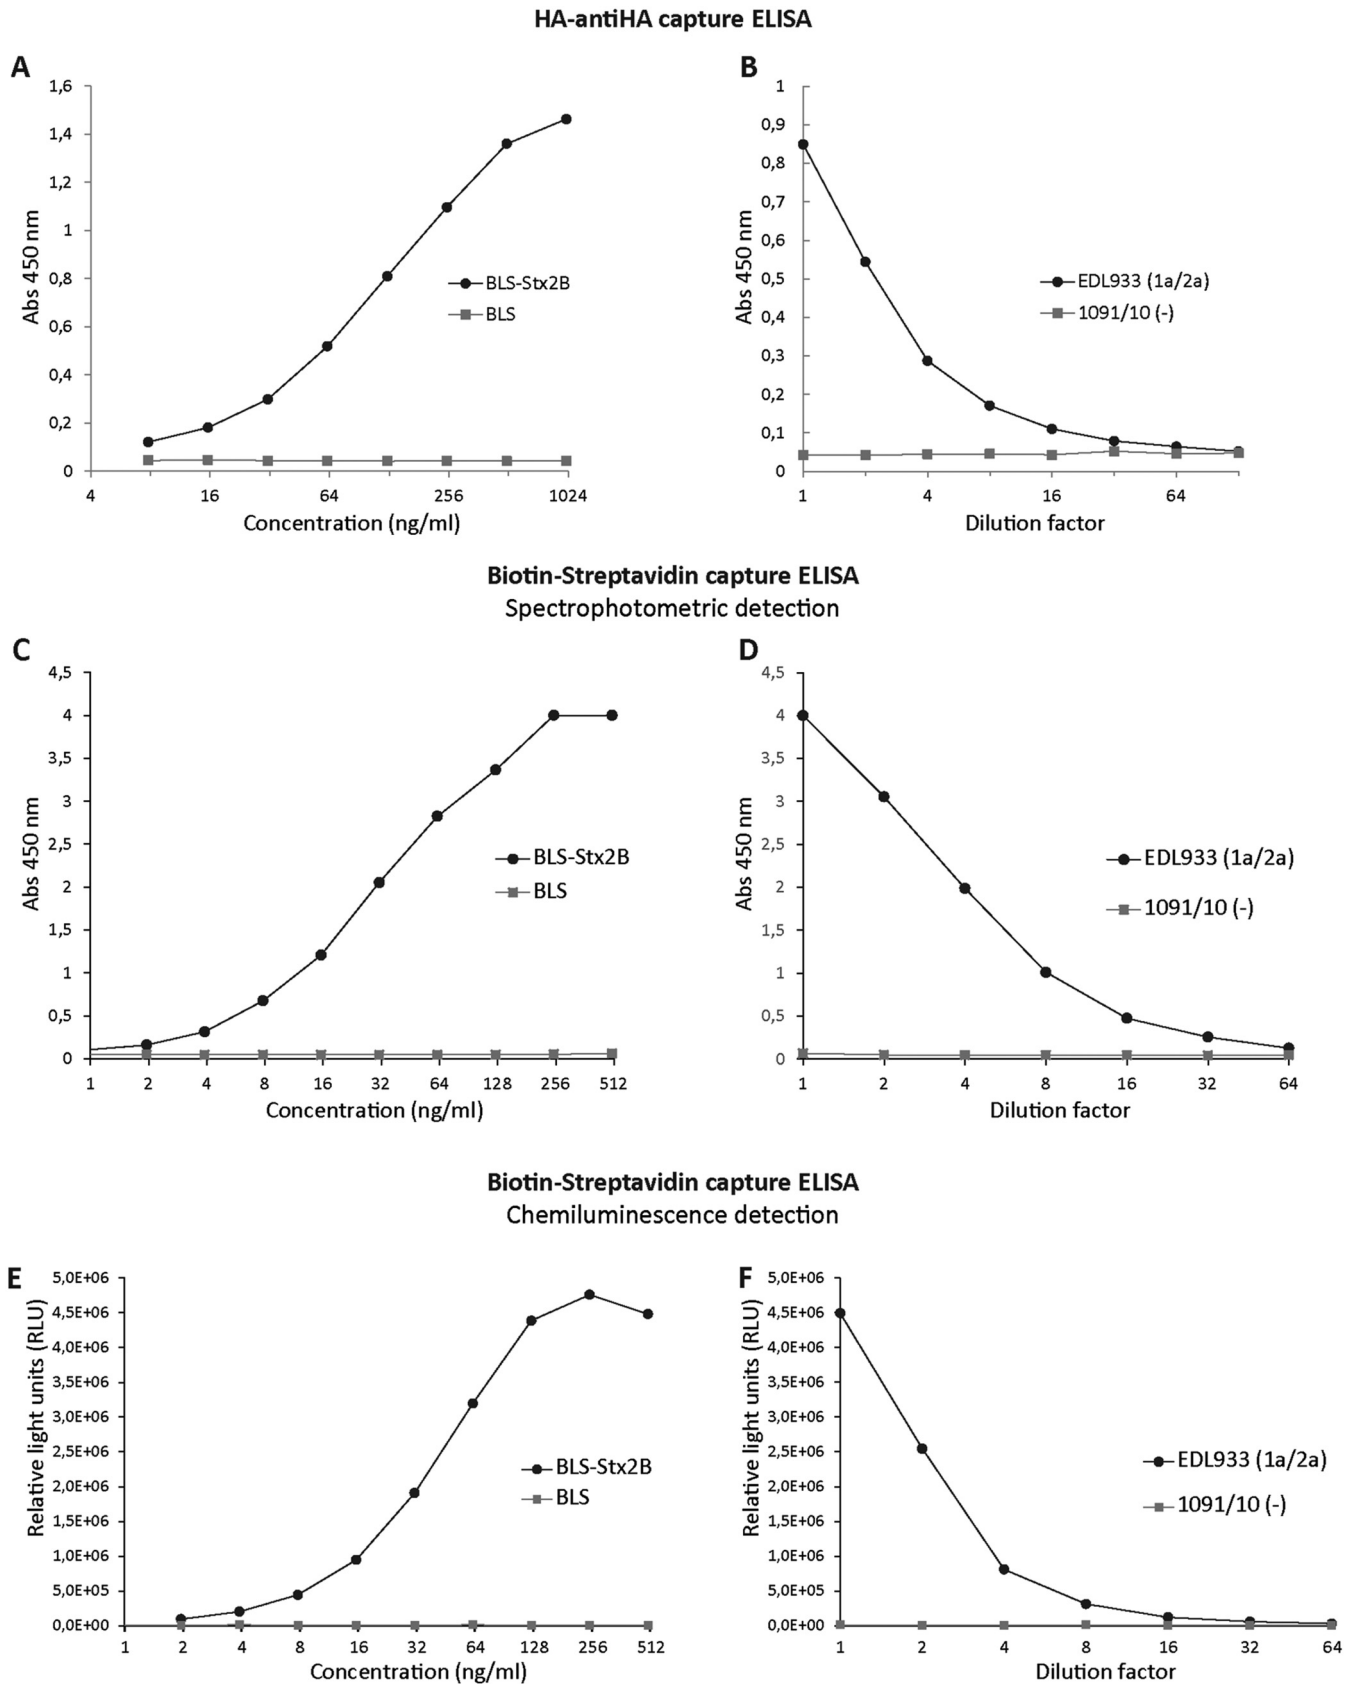 HA-antiHA capture ELISA
A
1,6
1,4
1,2
1
0,8
0,6
0,4
0,2
0
Abs 450 nm
BLS-Stx2B
BLS
4 16 64 256 1024
Concentration (ng/ml)
B
1
0,9
0,8
0,7
0,6
0,5
0,4
0,3
0,2
0,1
0
Abs 450 nm
EDL933 (1a/2a)
1091/10 (-)
1 4 16 64
Dilution factor
Biotin-Streptavidin capture ELISA
Spectrophotometric detection
C
4,5
4
3,5
3
2,5
2
1,5
1
0,5
0
Abs 450 nm
BLS-Stx2B
BLS
1 2 4 8 16 32 64 128 256 512
Concentration (ng/ml)
D
4,5
4
3,5
3
2,5
2
1,5
1
0,5
0
Abs 450 nm
EDL933 (1a/2a)
1091/10 (-)
1 2 4 8 16 32 64
Dilution factor
Biotin-Streptavidin capture ELISA
Chemiluminescence detection
E
5,0E+06
4,5E+06
4,0E+06
3,5E+06
3,0E+06
2,5E+06
2,0E+06
1,5E+06
1,0E+06
5,0E+05
0,0E+00
Relative light units (RLU)
BLS-Stx2B
BLS
1 2 4 8 16 32 64 128 256 512
Concentration (ng/ml)
F
5,0E+06
4,5E+06
4,0E+06
3,5E+06
3,0E+06
2,5E+06
2,0E+06
1,5E+06
1,0E+06
5,0E+05
0,0E+00
Relative light units (RLU)
EDL933 (1a/2a)
1091/10 (-)
1 2 4 8 16 32 64
Dilution factor